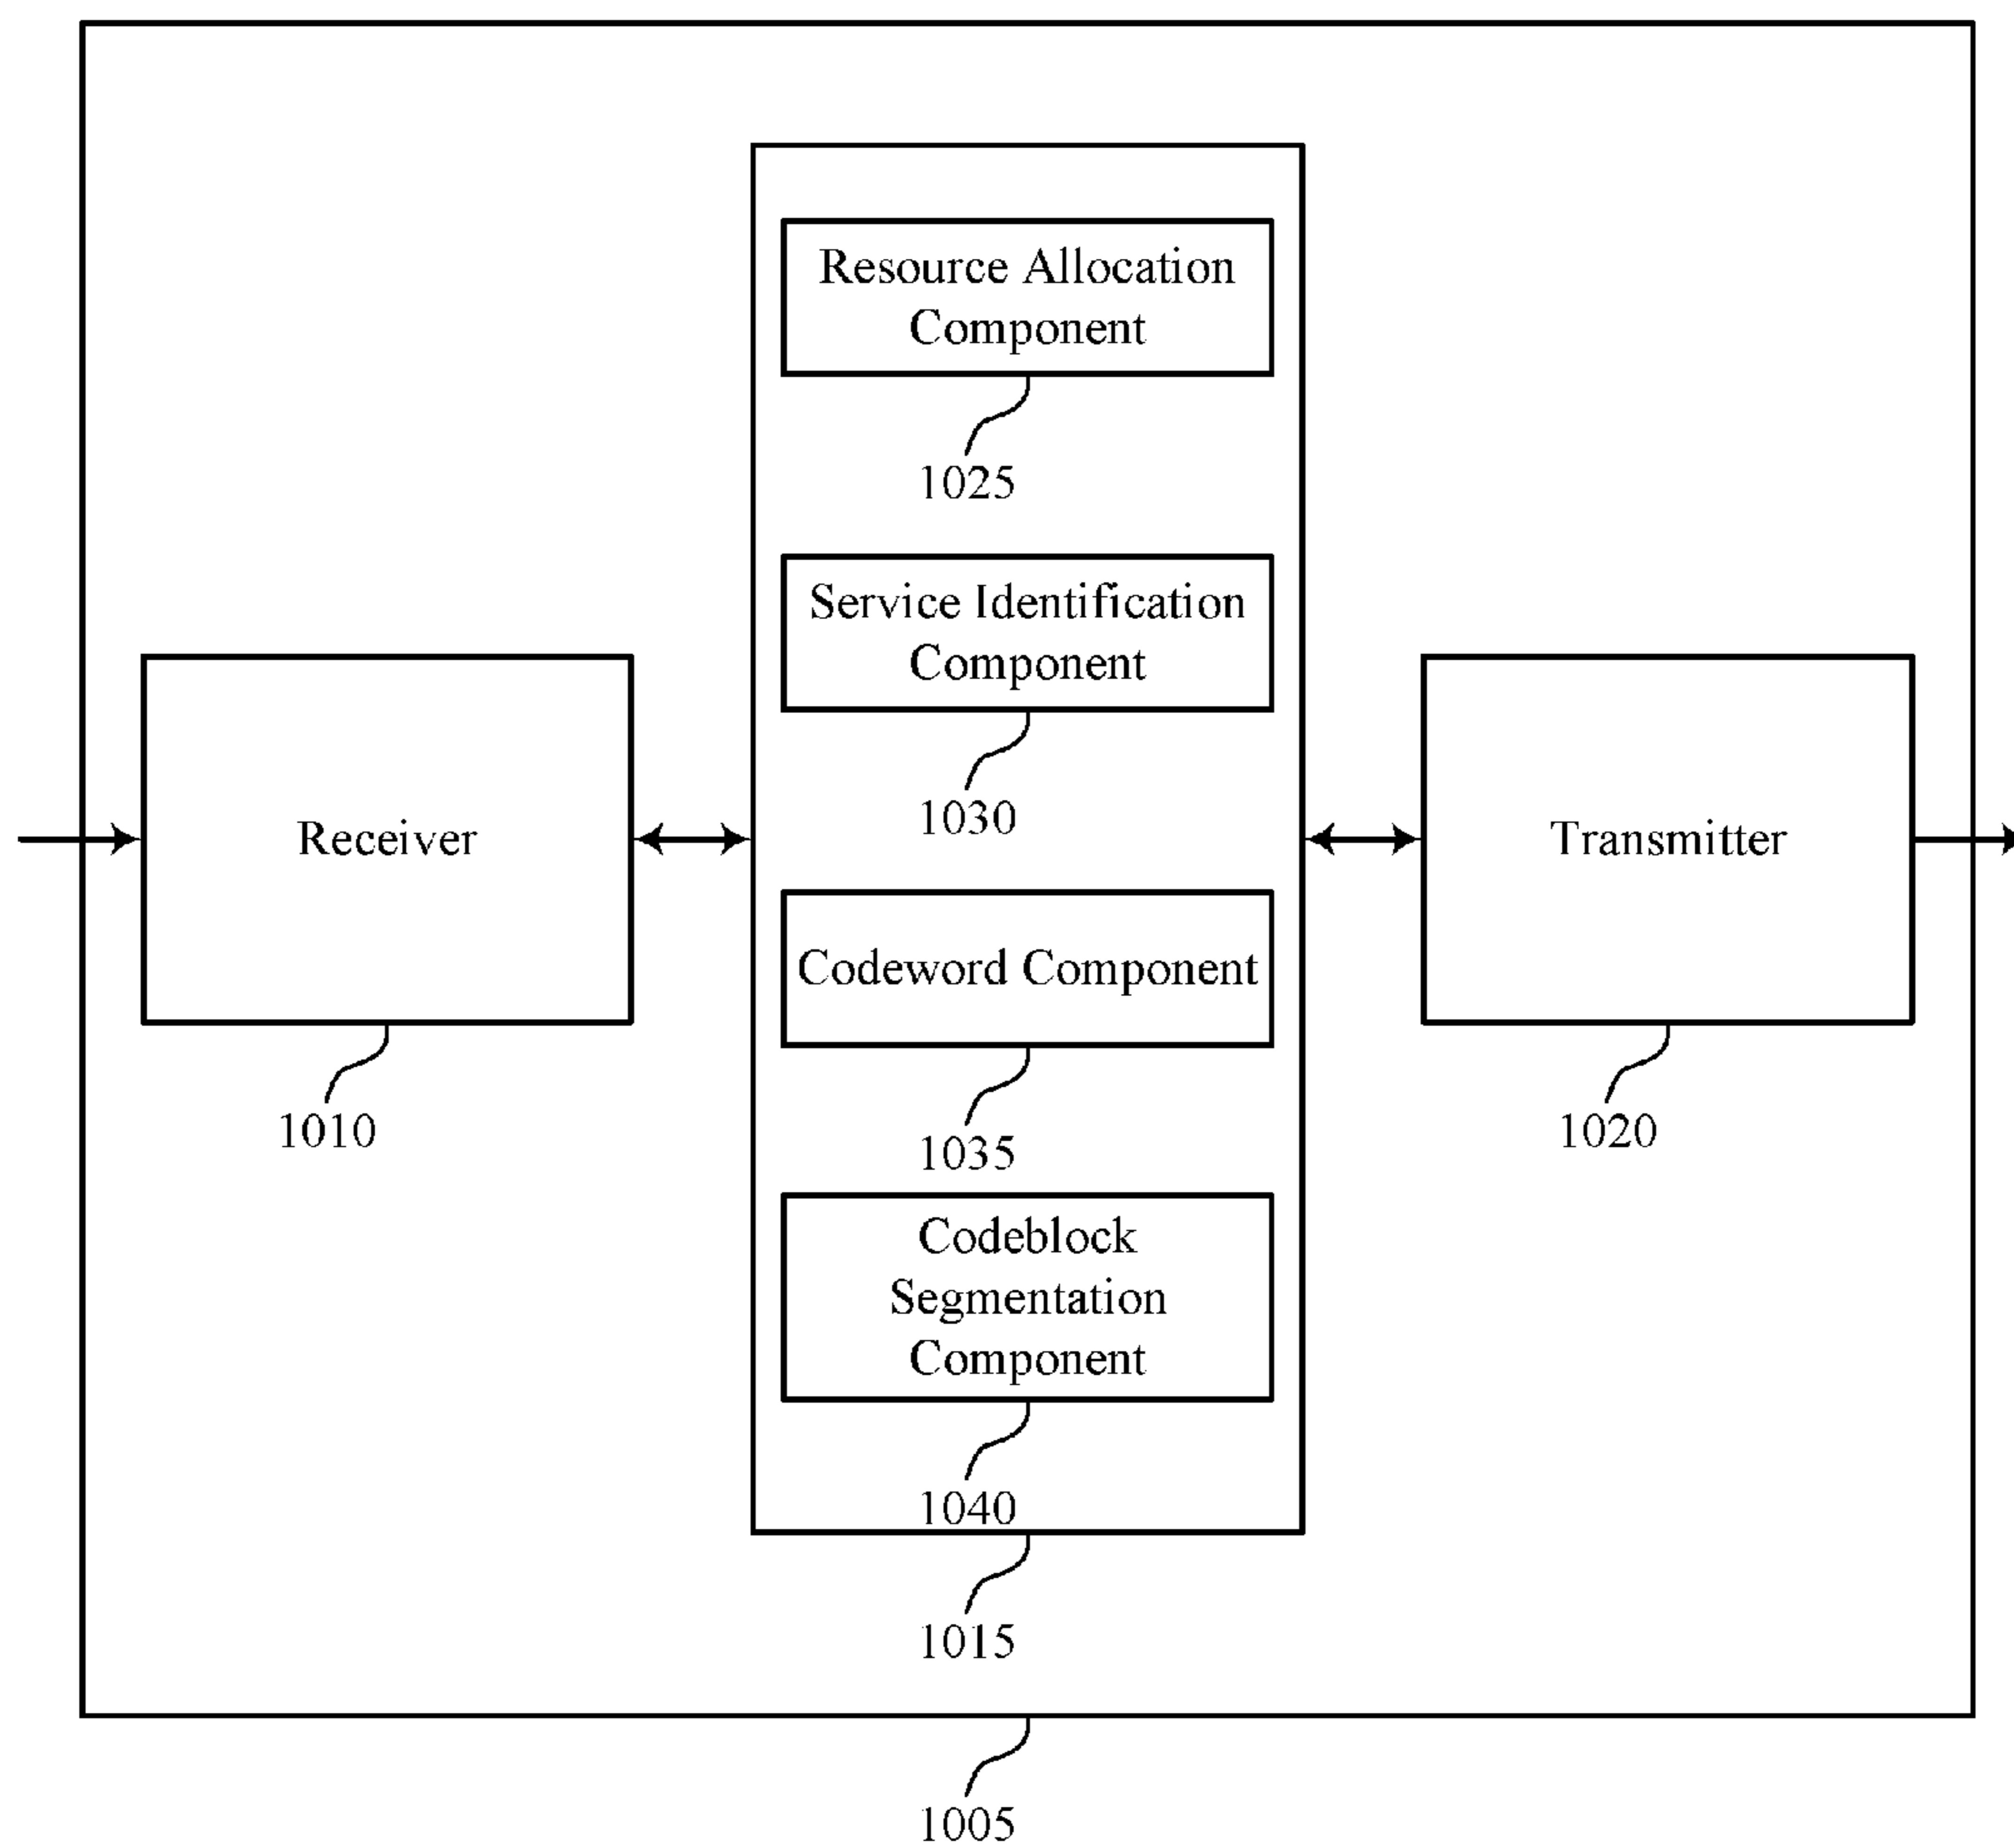 Resource Allocation
Component
1025
Service Identification
Component
1030
Receiver
1010
Codeword Component
1035
Transmitter
1020
Codeblock
Segmentation
Component
1040
1015
1005